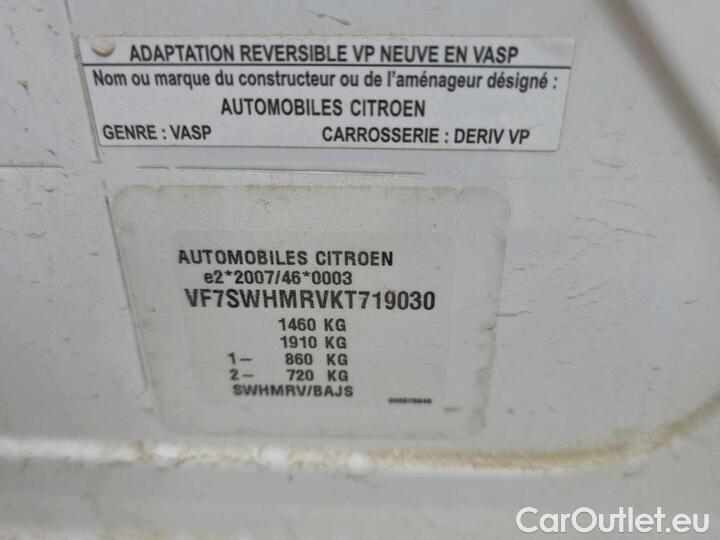 ADAPTATION REVERSIBLE VP NEUVE EN VASP
Nom ou marque du constructeur ou de l'aménageur désigné :
AUTOMOBILES CITROEN
GENRE : VASP CARROSSERIE : DERIV VP
AUTOMOBILES CITROEN
e2*2007/46*0003
VF7SWHMRVKT719030
1460 KG
1910 KG
1- 860 KG
2- 720 KG
SWHMRV/BAJS
CarOutlet.eu